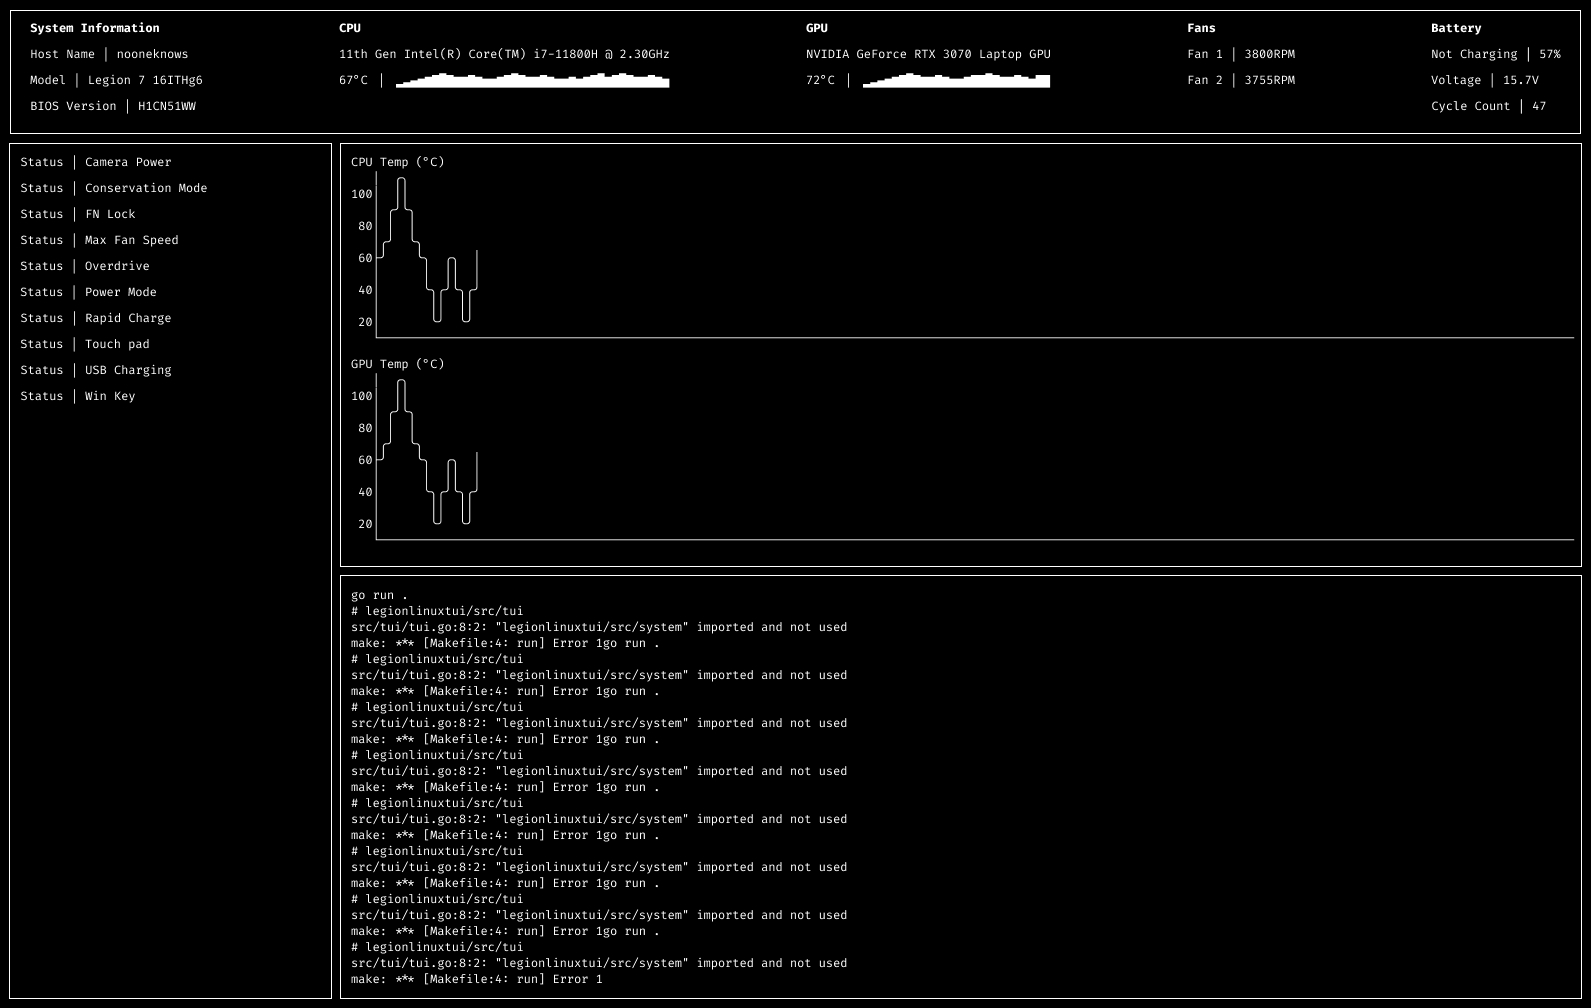 System Information
Host Name │ nooneknows
Model │ Legion 7 16ITHg6
BIOS Version │ H1CN51WW
CPU
11th Gen Intel(R) Core(TM) i7-11800H @ 2.30GHz
67°C │
GPU
NVIDIA GeForce RTX 3070 Laptop GPU
72°C │
Fans
Fan 1 │ 3800RPM
Fan 2 │ 3755RPM
Battery
Not Charging │ 57%
Voltage │ 15.7V
Cycle Count │ 47
Status │ Camera Power
Status │ Conservation Mode
Status │ FN Lock
Status │ Max Fan Speed
Status │ Overdrive
Status │ Power Mode
Status │ Rapid Charge
Status │ Touch pad
Status │ USB Charging
Status │ Win Key
CPU Temp (°C)
100
80
60
40
20
GPU Temp (°C)
100
80
60
40
20
go run .
# legionlinuxtui/src/tui
src/tui/tui.go:8:2: "legionlinuxtui/src/system" imported and not used
make: *** [Makefile:4: run] Error 1go run .
# legionlinuxtui/src/tui
src/tui/tui.go:8:2: "legionlinuxtui/src/system" imported and not used
make: *** [Makefile:4: run] Error 1go run .
# legionlinuxtui/src/tui
src/tui/tui.go:8:2: "legionlinuxtui/src/system" imported and not used
make: *** [Makefile:4: run] Error 1go run .
# legionlinuxtui/src/tui
src/tui/tui.go:8:2: "legionlinuxtui/src/system" imported and not used
make: *** [Makefile:4: run] Error 1go run .
# legionlinuxtui/src/tui
src/tui/tui.go:8:2: "legionlinuxtui/src/system" imported and not used
make: *** [Makefile:4: run] Error 1go run .
# legionlinuxtui/src/tui
src/tui/tui.go:8:2: "legionlinuxtui/src/system" imported and not used
make: *** [Makefile:4: run] Error 1go run .
# legionlinuxtui/src/tui
src/tui/tui.go:8:2: "legionlinuxtui/src/system" imported and not used
make: *** [Makefile:4: run] Error 1go run .
# legionlinuxtui/src/tui
src/tui/tui.go:8:2: "legionlinuxtui/src/system" imported and not used
make: *** [Makefile:4: run] Error 1